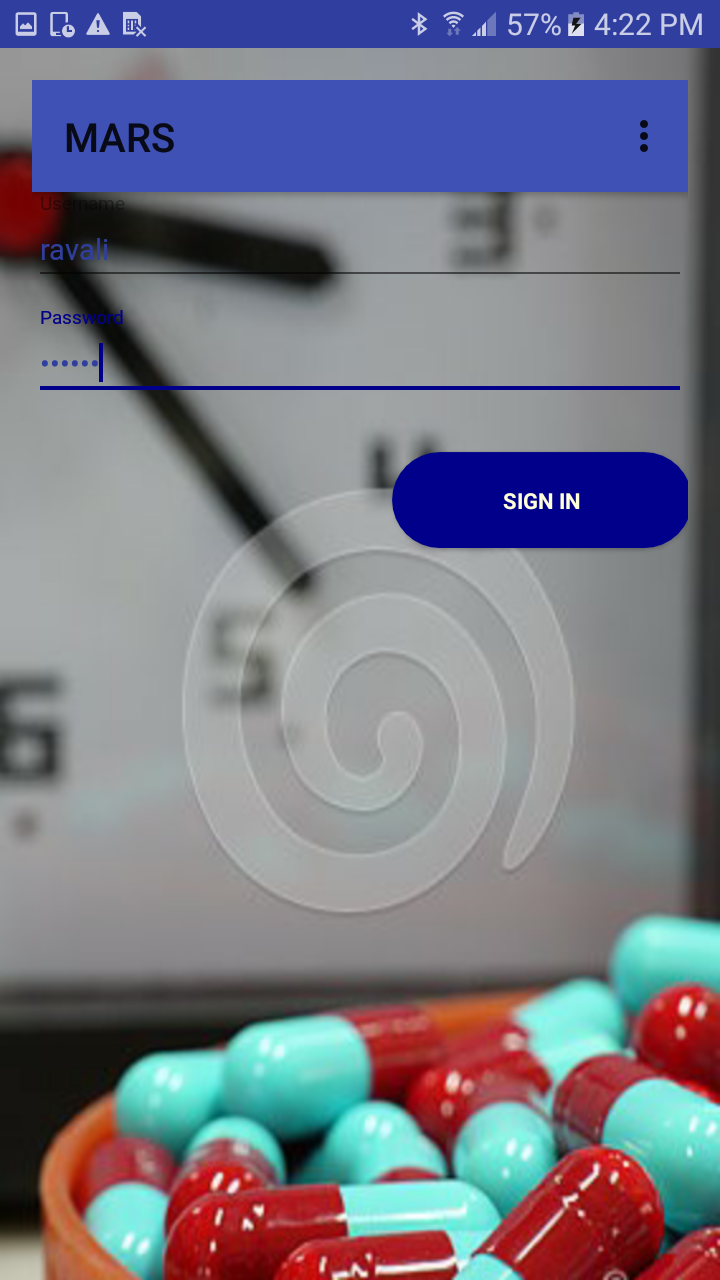 57% 4:22 PM
MARS
Username
ravali
Password
••••••
SIGN IN